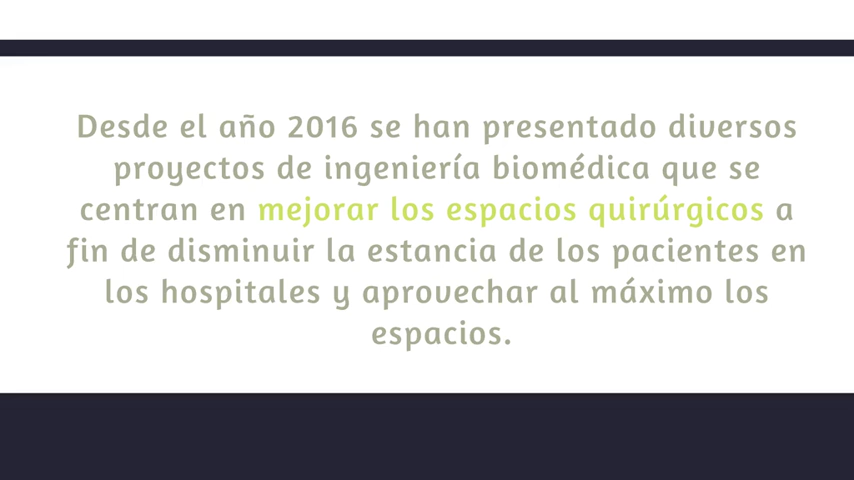 Desde el año 2016 se han presentado diversos
proyectos de ingeniería biomédica que se
centran en mejorar los espacios quirúrgicos a
fin de disminuir la estancia de los pacientes en
los hospitales y aprovechar al máximo los
espacios.